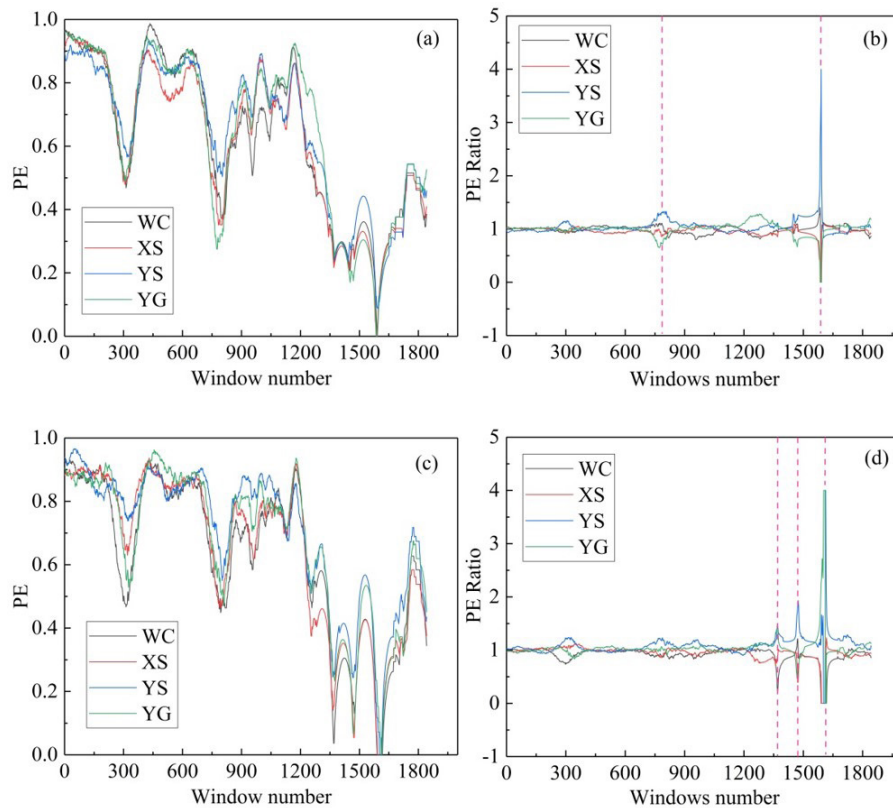 (a)
1.0
0.8
0.6
0.4
0.2
0.0
PE
WC
XS
YS
YG
0 300 600 900 1200 1500 1800
Window number
(b)
5
4
3
2
1
0
-1
PE Ratio
WC
XS
YS
YG
0 300 600 900 1200 1500 1800
Windows number
(c)
1.0
0.8
0.6
0.4
0.2
0.0
PE
WC
XS
YS
YG
0 300 600 900 1200 1500 1800
Window number
(d)
5
4
3
2
1
0
-1
PE Ratio
WC
XS
YS
YG
0 300 600 900 1200 1500 1800
Windows number